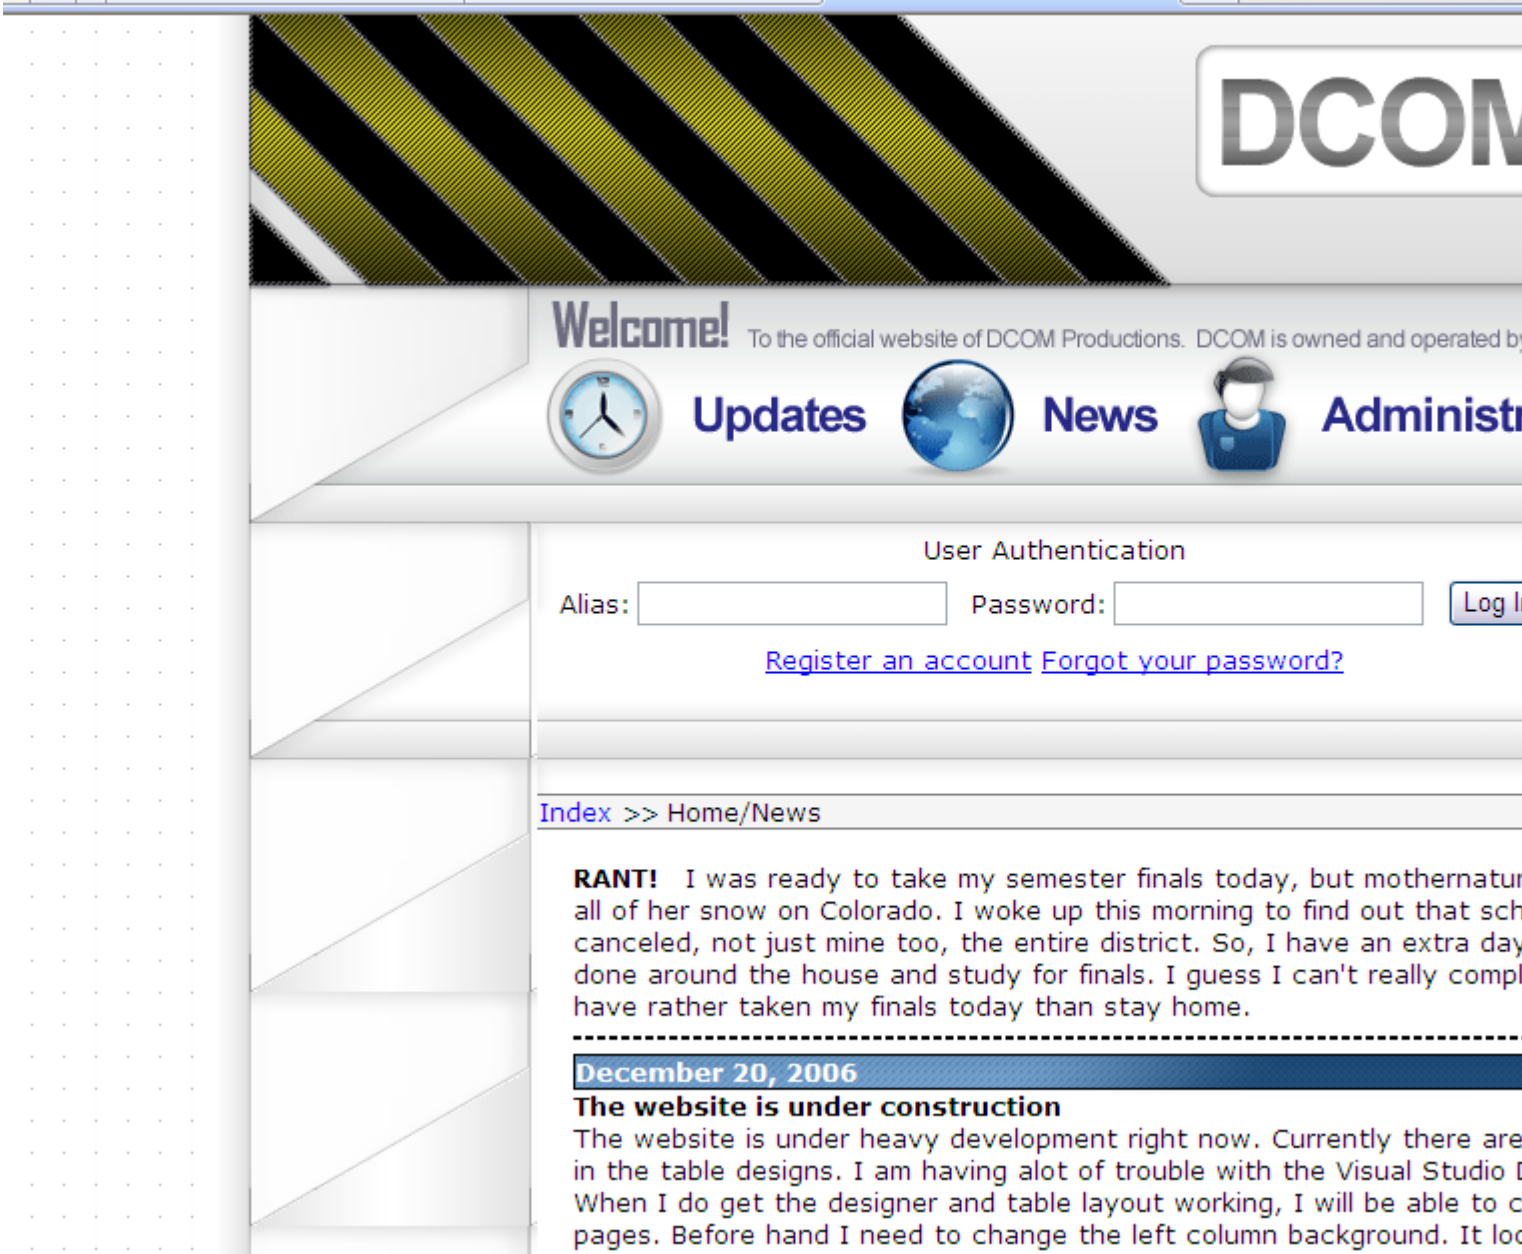 DCOM
Welcome! To the official website of DCOM Productions. DCOM is owned and operated by
Updates News
User Authentication
Alias: Password: Log
Register an account Forgot your password?
Index >> Home/News
RANT! I was ready to take my semester finals today, but
all of her snow on Colorado. I woke up this morning to find out that
canceled, not just mine too, the entire district. So, I have an extra day
done around the house and study for finals. I guess I can't really
have rather taken my finals today than stay home.
December 20, 2006
The website is under construction
The website is under heavy development right now. Currently there are
in the table designs. I am having alot of trouble with the Visual Studio
When I do get the designer and table layout working, I will be able to
pages. Before hand I need to change the left column background. It